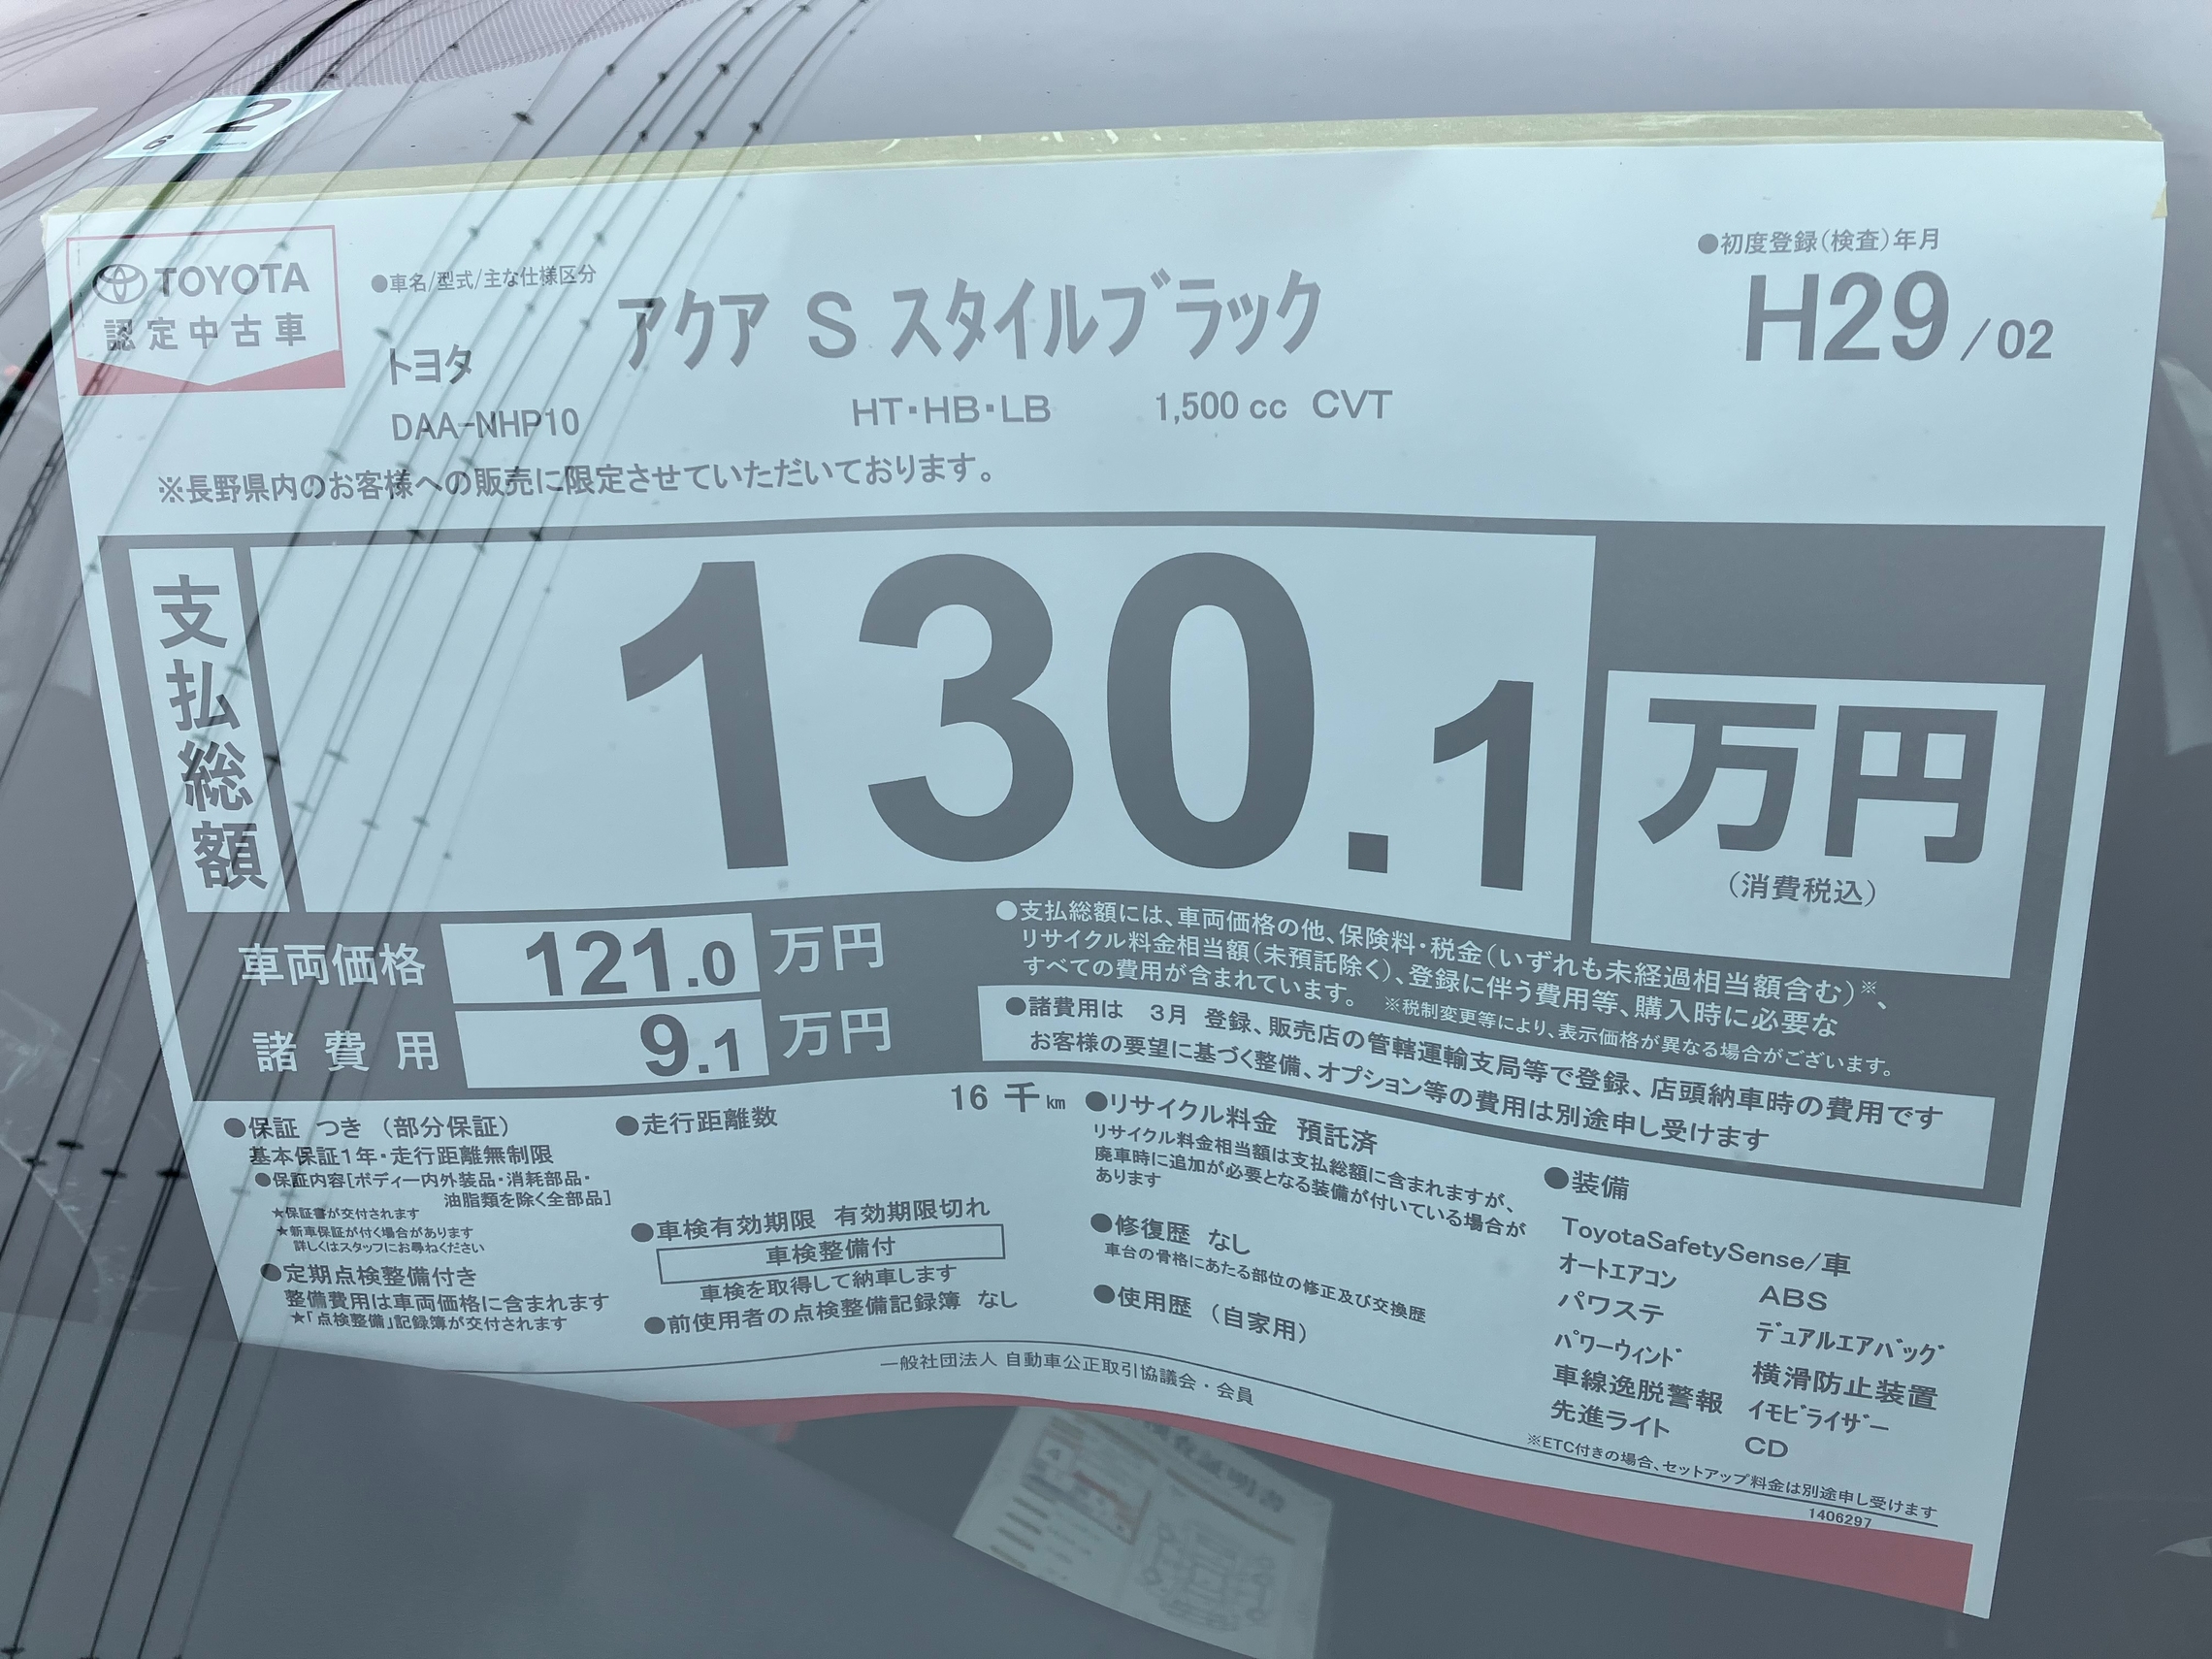 2
6
TOYOTA
認定中古車
●車名/型式/主な仕様区分
トヨタ
アクア S スタイルブラック
DAA-NHP10
HT・HB・LB 1,500 cc CVT
●初度登録(検査)年月
H29/02
※長野県内のお客様への販売に限定させていただいております。
支払総額
130.1
万円
(消費税込)
車両価格 121.0 万円
諸費用 9.1 万円
●支払総額には、車両価格の他、保険料・税金(いずれも未経過相当額含む)※、
リサイクル料金相当額(未預託除く)、登録に伴う費用等、購入時に必要な
すべての費用が含まれています。 ※税制変更等により、表示価格が異なる場合がございます。
●諸費用は 3月 登録、販売店の管轄運輸支局等で登録、店頭納車時の費用です
お客様の要望に基づく整備、オプション等の費用は別途申し受けます
●保証 つき (部分保証)
基本保証1年・走行距離無制限
●保証内容[ボディー内外装品・消耗部品・
油脂類を除く全部品]
★保証書が交付されます
★新車保証が付く場合があります
詳しくはスタッフにお尋ねください
●定期点検整備付き
整備費用は車両価格に含まれます
★「点検整備」記録簿が交付されます
●走行距離数 16 千km
●車検有効期限 有効期限切れ
車検整備付
車検を取得して納車します
●前使用者の点検整備記録簿 なし
●リサイクル料金 預託済
リサイクル料金相当額は支払総額に含まれますが、
廃車時に追加が必要となる装備が付いている場合が
あります
●修復歴 なし
車台の骨格にあたる部位の修正及び交換歴
●使用歴 (自家用)
●装備
ToyotaSafetySense/車
オートエアコン ABS
パワステ デュアルエアバッグ
パワーウィンド 横滑防止装置
車線逸脱警報 イモビライザー
先進ライト CD
※ETC付きの場合、セットアップ料金は別途申し受けます
1406297
一般社団法人 自動車公正取引協議会・会員